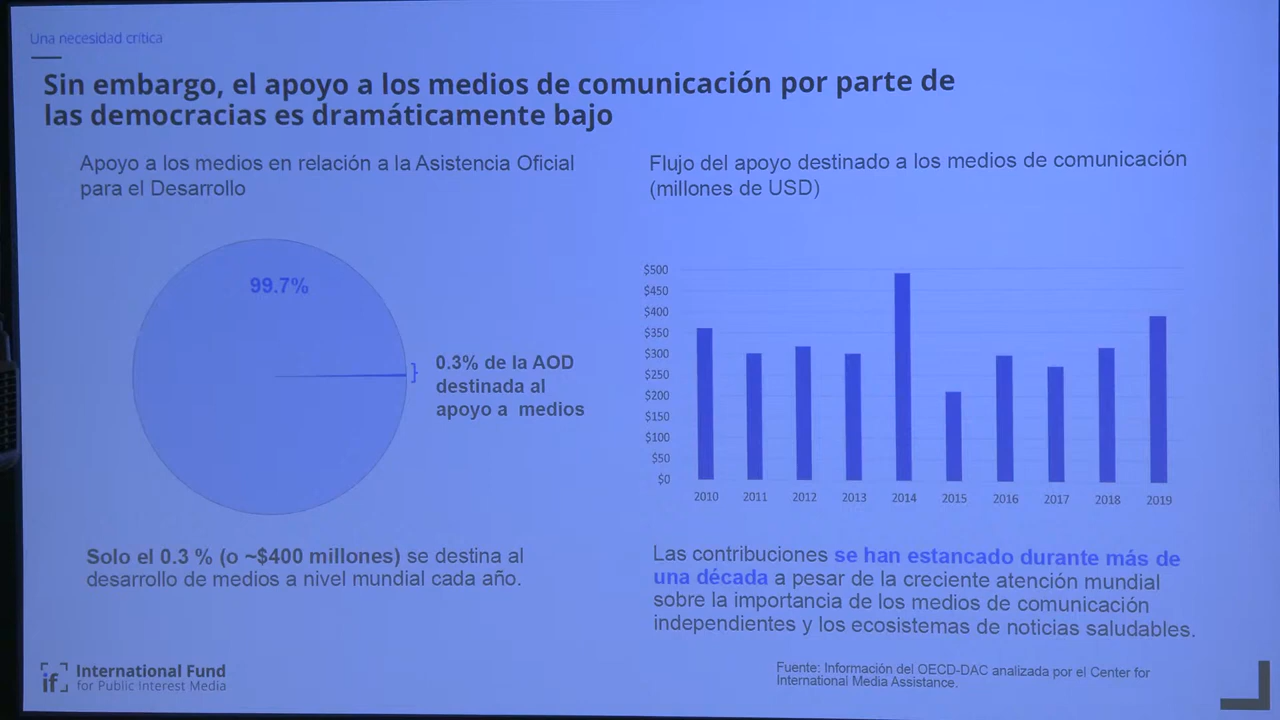 Una necesidad crítica
Sin embargo, el apoyo a los medios de comunicación por parte de
las democracias es dramáticamente bajo
Apoyo a los medios en relación a la Asistencia Oficial
para el Desarrollo
99.7%
0.3% de la AOD
destinada al
apoyo a medios
Solo el 0.3 % (o ~$400 millones) se destina al
desarrollo de medios a nivel mundial cada año.
Flujo del apoyo destinado a los medios de comunicación
(millones de USD)
$500
$450
$400
$350
$300
$250
$200
$150
$100
$50
$0
2010 2011 2012 2013 2014 2015 2016 2017 2018 2019
Las contribuciones se han estancado durante más de
una década a pesar de la creciente atención mundial
sobre la importancia de los medios de comunicación
independientes y los ecosistemas de noticias saludables.
if
International Fund
for Public Interest Media
Fuente: Información del OECD-DAC analizada por el Center for
International Media Assistance.